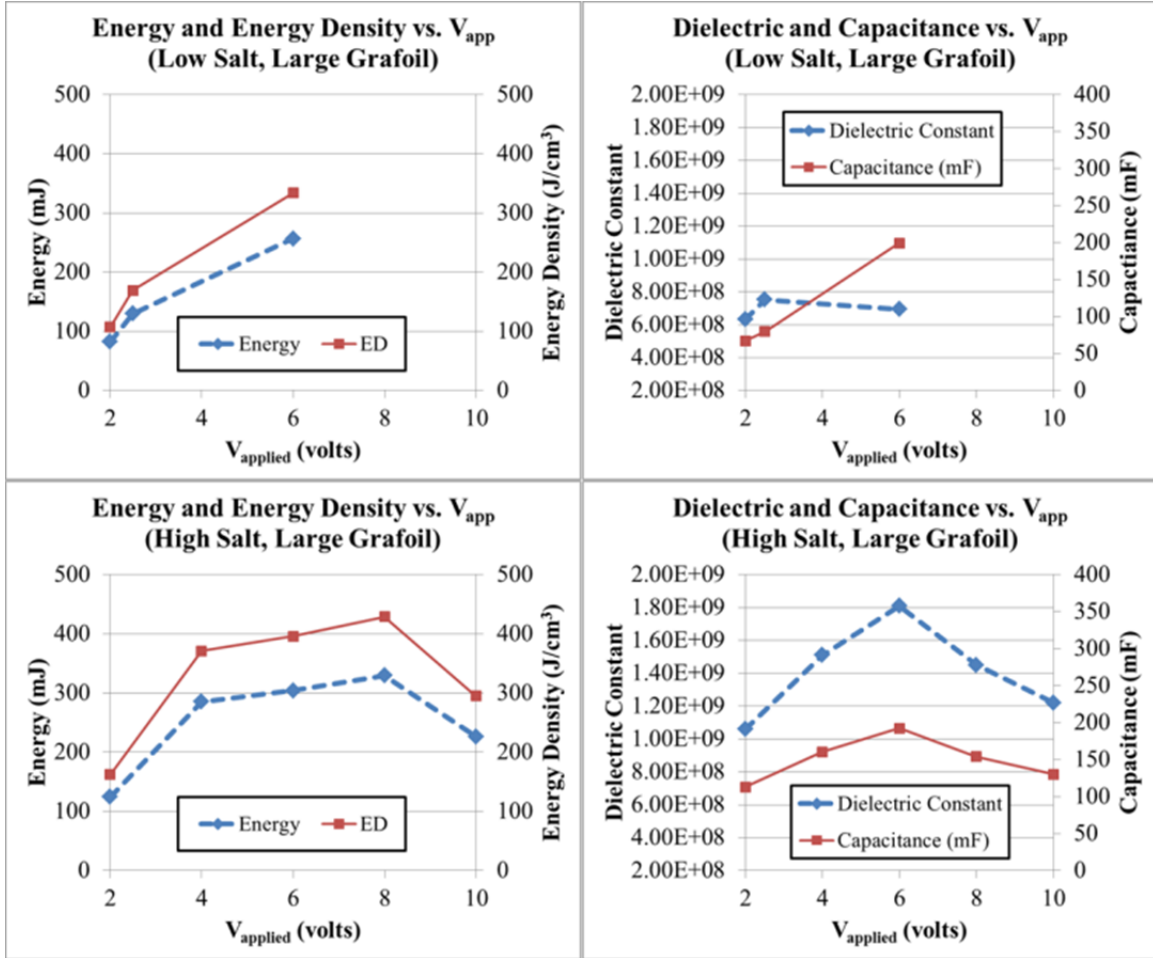 Energy and Energy Density vs. Vapp
(Low Salt, Large Grafoil)
500
400
300
200
100
0
Energy (mJ)
500
400
300
200
100
0
Energy Density (J/cm³)
Energy
ED
2 4 6 8 10
Vapplied (volts)
Dielectric and Capacitance vs. Vapp
(Low Salt, Large Grafoil)
2.00E+09
1.80E+09
1.60E+09
1.40E+09
1.20E+09
1.00E+09
8.00E+08
6.00E+08
4.00E+08
2.00E+08
Dielectric Constant
400
350
300
250
200
150
100
50
0
Capactiance (mF)
Dielectric Constant
Capacitance (mF)
2 4 6 8 10
Vapplied (volts)
Energy and Energy Density vs. Vapp
(High Salt, Large Grafoil)
500
400
300
200
100
0
Energy (mJ)
500
400
300
200
100
0
Energy Density (J/cm³)
Energy
ED
2 4 6 8 10
Vapplied (volts)
Dielectric and Capacitance vs. Vapp
(High Salt, Large Grafoil)
2.00E+09
1.80E+09
1.60E+09
1.40E+09
1.20E+09
1.00E+09
8.00E+08
6.00E+08
4.00E+08
2.00E+08
Dielectric Constant
400
350
300
250
200
150
100
50
0
Capacitance (mF)
Dielectric Constant
Capacitance (mF)
2 4 6 8 10
Vapplied (volts)